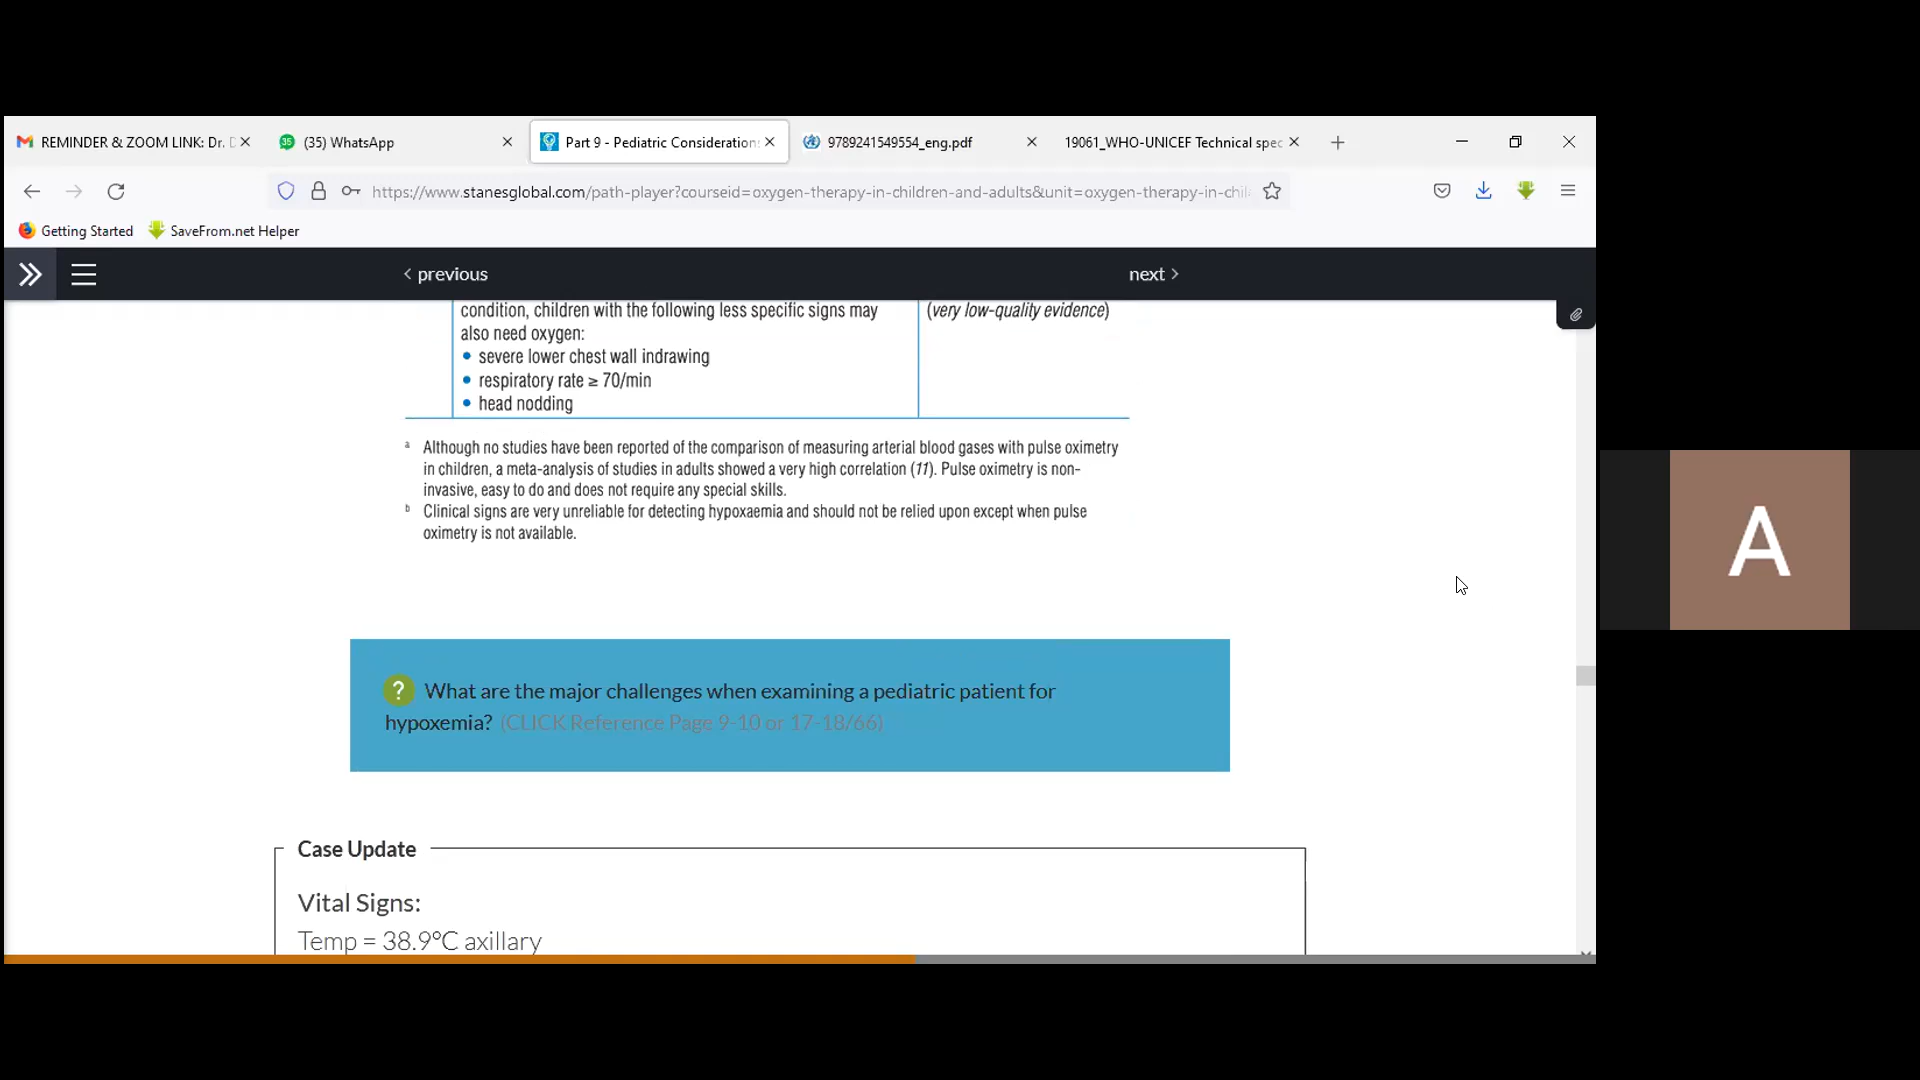 REMINDER & ZOOM LINK: Dr. D
35 (35) WhatsApp
Part 9 - Pediatric Consideration
9789241549554_eng.pdf
19061_WHO-UNICEF Technical spec
https://www.stanesglobal.com/path-player?courseid=oxygen-therapy-in-children-and-adults&unit=oxygen-therapy-in-chil
Getting Started
SaveFrom.net Helper
< previous
next >
condition, children with the following less specific signs may
also need oxygen:
• severe lower chest wall indrawing
• respiratory rate ≥ 70/min
• head nodding
(very low-quality evidence)
a Although no studies have been reported of the comparison of measuring arterial blood gases with pulse oximetry
in children, a meta-analysis of studies in adults showed a very high correlation (11). Pulse oximetry is non-
invasive, easy to do and does not require any special skills.
b Clinical signs are very unreliable for detecting hypoxaemia and should not be relied upon except when pulse
oximetry is not available.
? What are the major challenges when examining a pediatric patient for
hypoxemia? (CLICK Reference Page 9-10 or 17-18/66)
Case Update
Vital Signs:
Temp = 38.9°C axillary
A